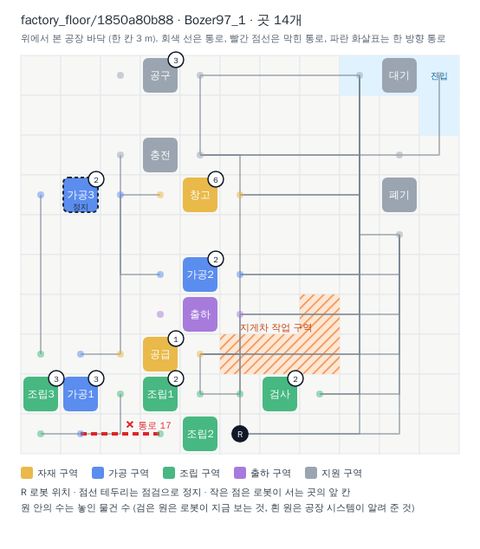 factory_floor/1850a80b88 · Bozer97_1 · 곳 14개
위에서 본 공장 바닥 (한 칸 3 m). 회색 선은 통로, 빨간 점선은 막힌 통로, 파란 화살표는 한 방향 통로
공구 3
대기
충전
가공3 2
정지
창고 6
폐기
가공2 2
출하
지게차 작업 구역
공급 1
조립3 3
가공1 3
조립1 2
검사 2
× 통로 17
조립2
R
자재 구역 가공 구역 조립 구역 출하 구역 지원 구역
R 로봇 위치 · 점선 테두리는 점검으로 정지 · 작은 점은 로봇이 서는 곳의 앞 칸
원 안의 수는 놓인 물건 수 (검은 원은 로봇이 지금 보는 것, 흰 원은 공장 시스템이 알려 준 것)